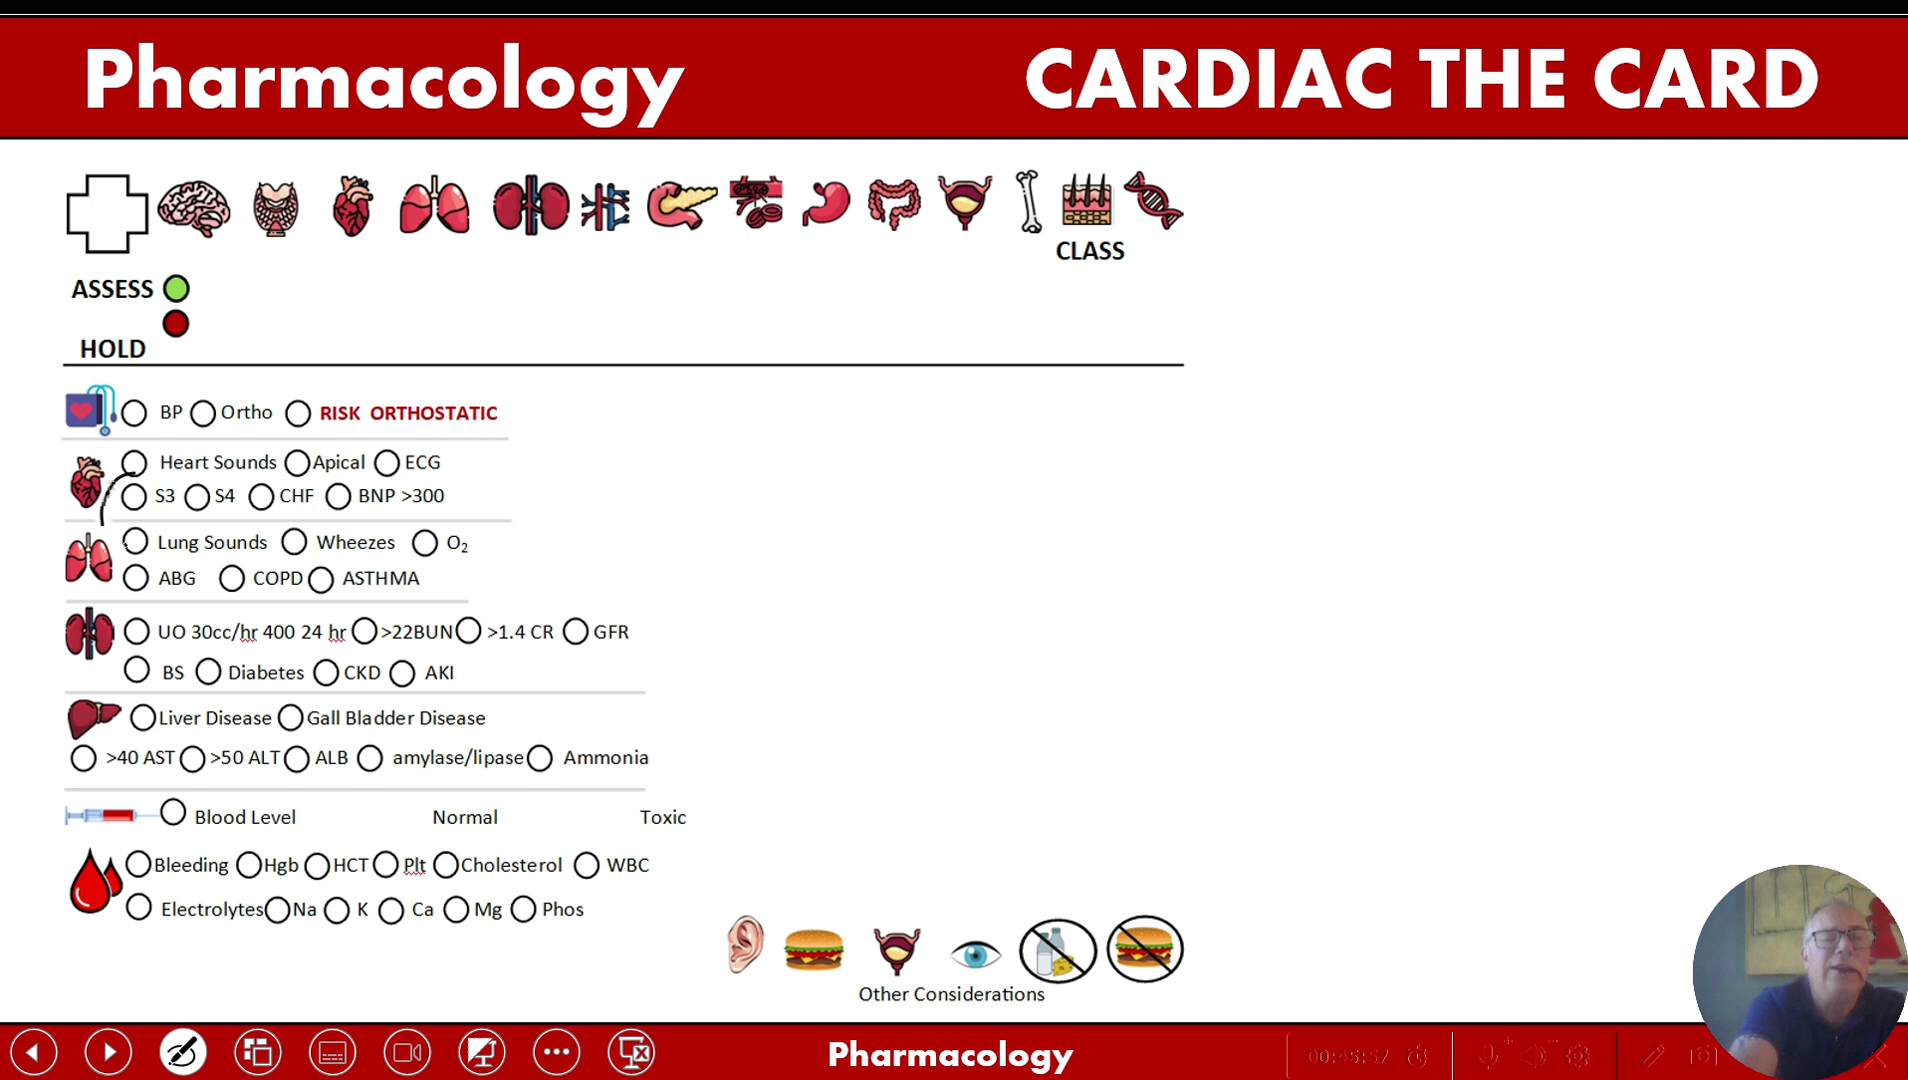 Pharmacology CARDIAC THE CARD
CLASS
ASSESS
HOLD
BP Ortho RISK ORTHOSTATIC
Heart Sounds Apical ECG
S3 S4 CHF BNP >300
Lung Sounds Wheezes O₂
ABG COPD ASTHMA
UO 30cc/hr 400 24 hr >22BUN >1.4 CR GFR
BS Diabetes CKD AKI
Liver Disease Gall Bladder Disease
>40 AST >50 ALT ALB amylase/lipase Ammonia
Blood Level Normal Toxic
Bleeding Hgb HCT Plt Cholesterol WBC
Electrolytes Na K Ca Mg Phos
Other Considerations
Pharmacology
00:45:57